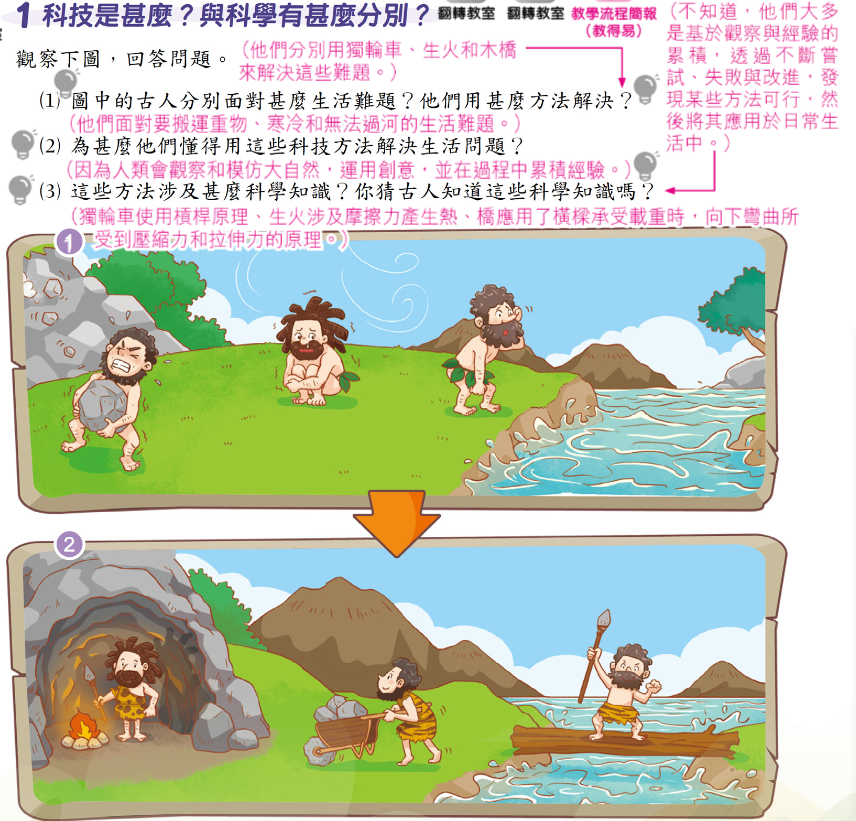 1 科技是甚麼？與科學有甚麼分別？ 翻轉教室 翻轉教室 教學流程簡報
（教得易）
觀察下圖，回答問題。
（他們分別用獨輪車、生火和木橋
來解決這些難題。）
(1) 圖中的古人分別面對甚麼生活難題？他們用甚麼方法解決？
（他們面對要搬運重物、寒冷和無法過河的生活難題。）
(2) 為甚麼他們懂得用這些科技方法解決生活問題？
（因為人類會觀察和模仿大自然，運用創意，並在過程中累積經驗。）
(3) 這些方法涉及甚麼科學知識？你猜古人知道這些科學知識嗎？
（不知道，他們大多
是基於觀察與經驗的
累積，透過不斷嘗
試、失敗與改進，發
現某些方法可行，然
後將其應用於日常生
活中。）
（獨輪車使用槓桿原理、生火涉及摩擦力產生熱、橋應用了橫樑承受載重時，向下彎曲所
受到壓縮力和拉伸力的原理。）
1
2